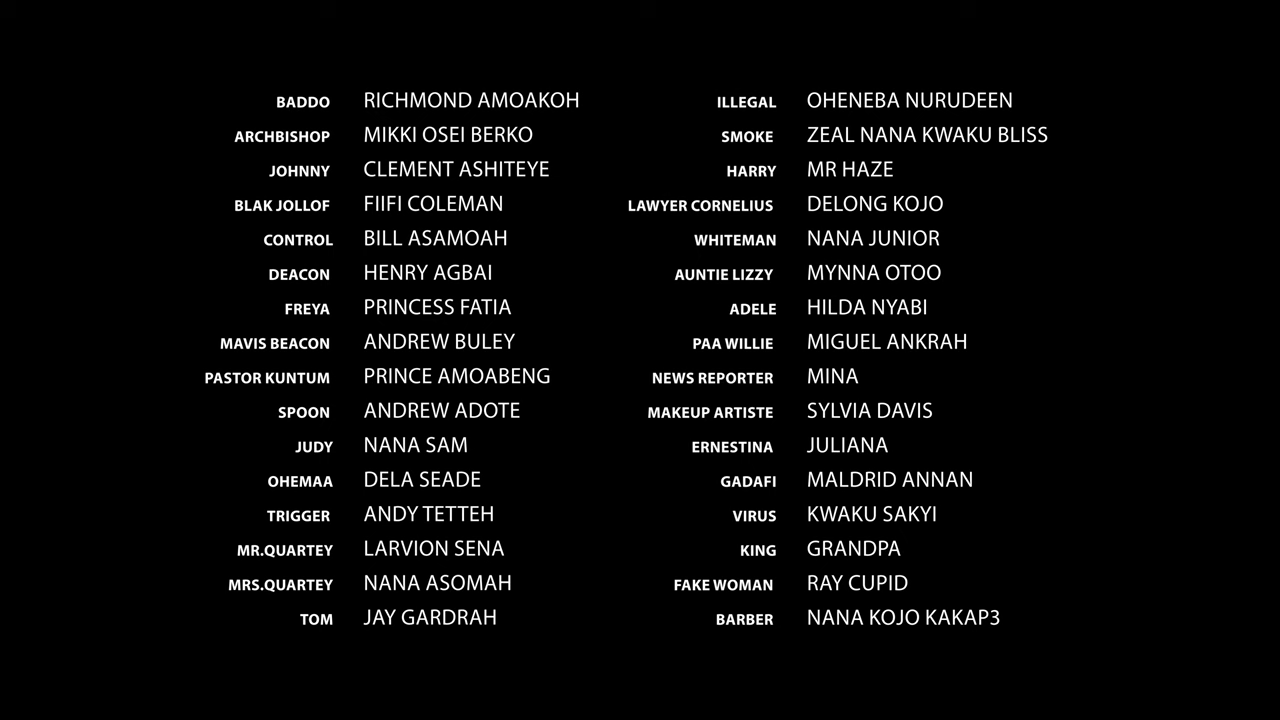 BADDO RICHMOND AMOAKOH
ARCHBISHOP MIKKI OSEI BERKO
JOHNNY CLEMENT ASHITEYE
BLAK JOLLOF FIIFI COLEMAN
CONTROL BILL ASAMOAH
DEACON HENRY AGBAI
FREYA PRINCESS FATIA
MAVIS BEACON ANDREW BULEY
PASTOR KUNTUM PRINCE AMOABENG
SPOON ANDREW ADOTE
JUDY NANA SAM
OHEMAA DELA SEADE
TRIGGER ANDY TETTEH
MR.QUARTEY LARVION SENA
MRS.QUARTEY NANA ASOMAH
TOM JAY GARDRAH
ILLEGAL OHENEBA NURUDEEN
SMOKE ZEAL NANA KWAKU BLISS
HARRY MR HAZE
LAWYER CORNELIUS DELONG KOJO
WHITEMAN NANA JUNIOR
AUNTIE LIZZY MYNNA OTOO
ADELE HILDA NYABI
PAA WILLIE MIGUEL ANKRAH
NEWS REPORTER MINA
MAKEUP ARTISTE SYLVIA DAVIS
ERNESTINA JULIANA
GADAFI MALDRID ANNAN
VIRUS KWAKU SAKYI
KING GRANDPA
FAKE WOMAN RAY CUPID
BARBER NANA KOJO KAKAP3